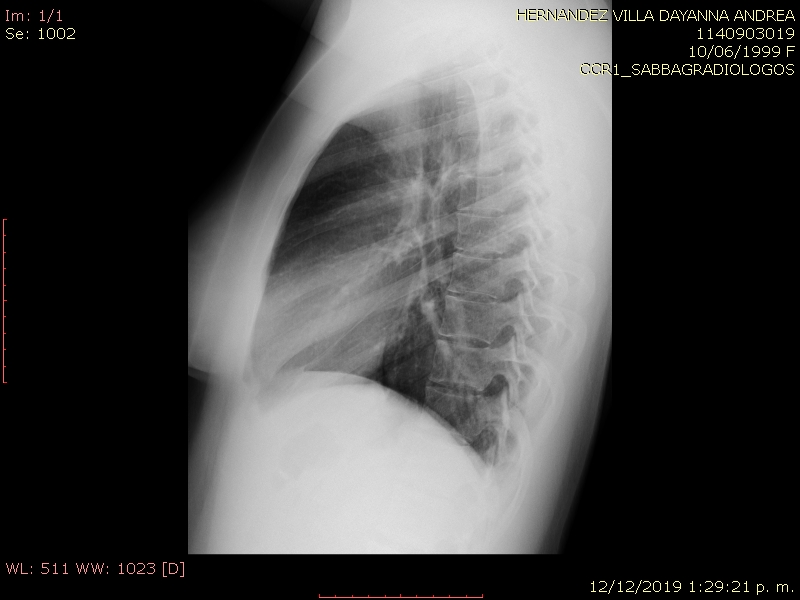 Im: 1/1
Se: 1002
HERNANDEZ VILLA DAYANNA ANDREA
1140903019
10/06/1999 F
CCR1_SABBAGRADIOLOGOS
WL: 511 WW: 1023 [D]
12/12/2019 1:29:21 p. m.